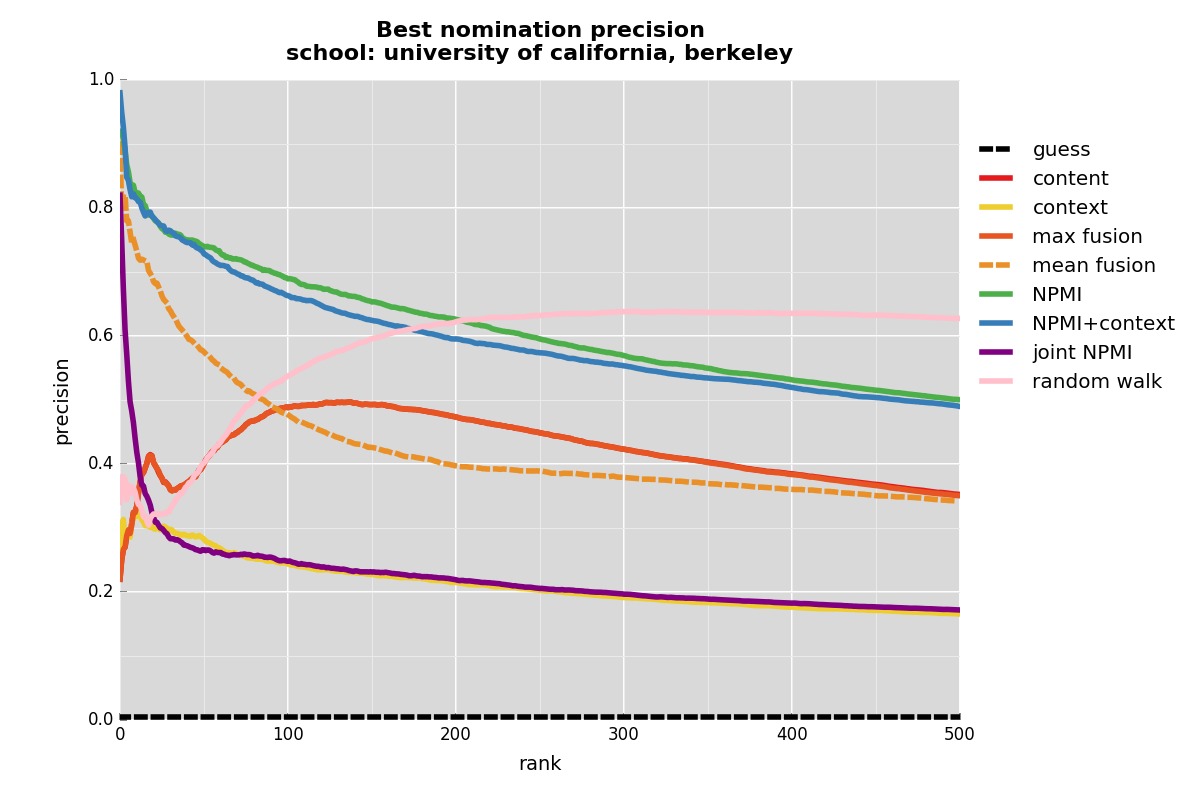 Best nomination precision
school: university of california, berkeley
1.0
0.8
0.6
0.4
0.2
0.0
precision
0 100 200 300 400 500
rank
guess
content
context
max fusion
mean fusion
NPMI
NPMI+context
joint NPMI
random walk